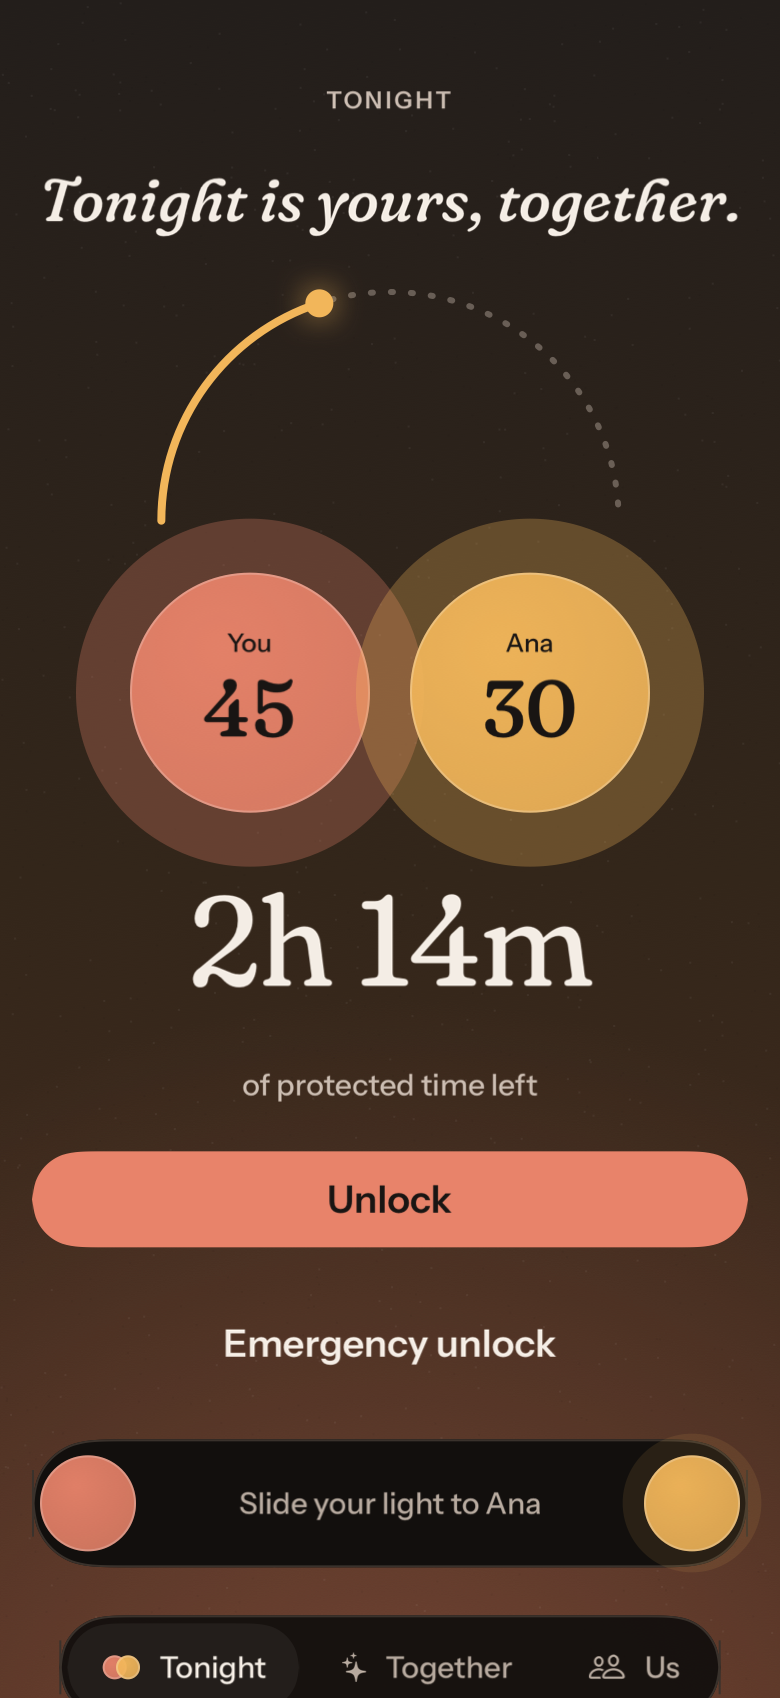 TONIGHT
Tonight is yours, together.
You
45
Ana
30
2h 14m
of protected time left
Unlock
Emergency unlock
Slide your light to Ana
Tonight
Together
Us